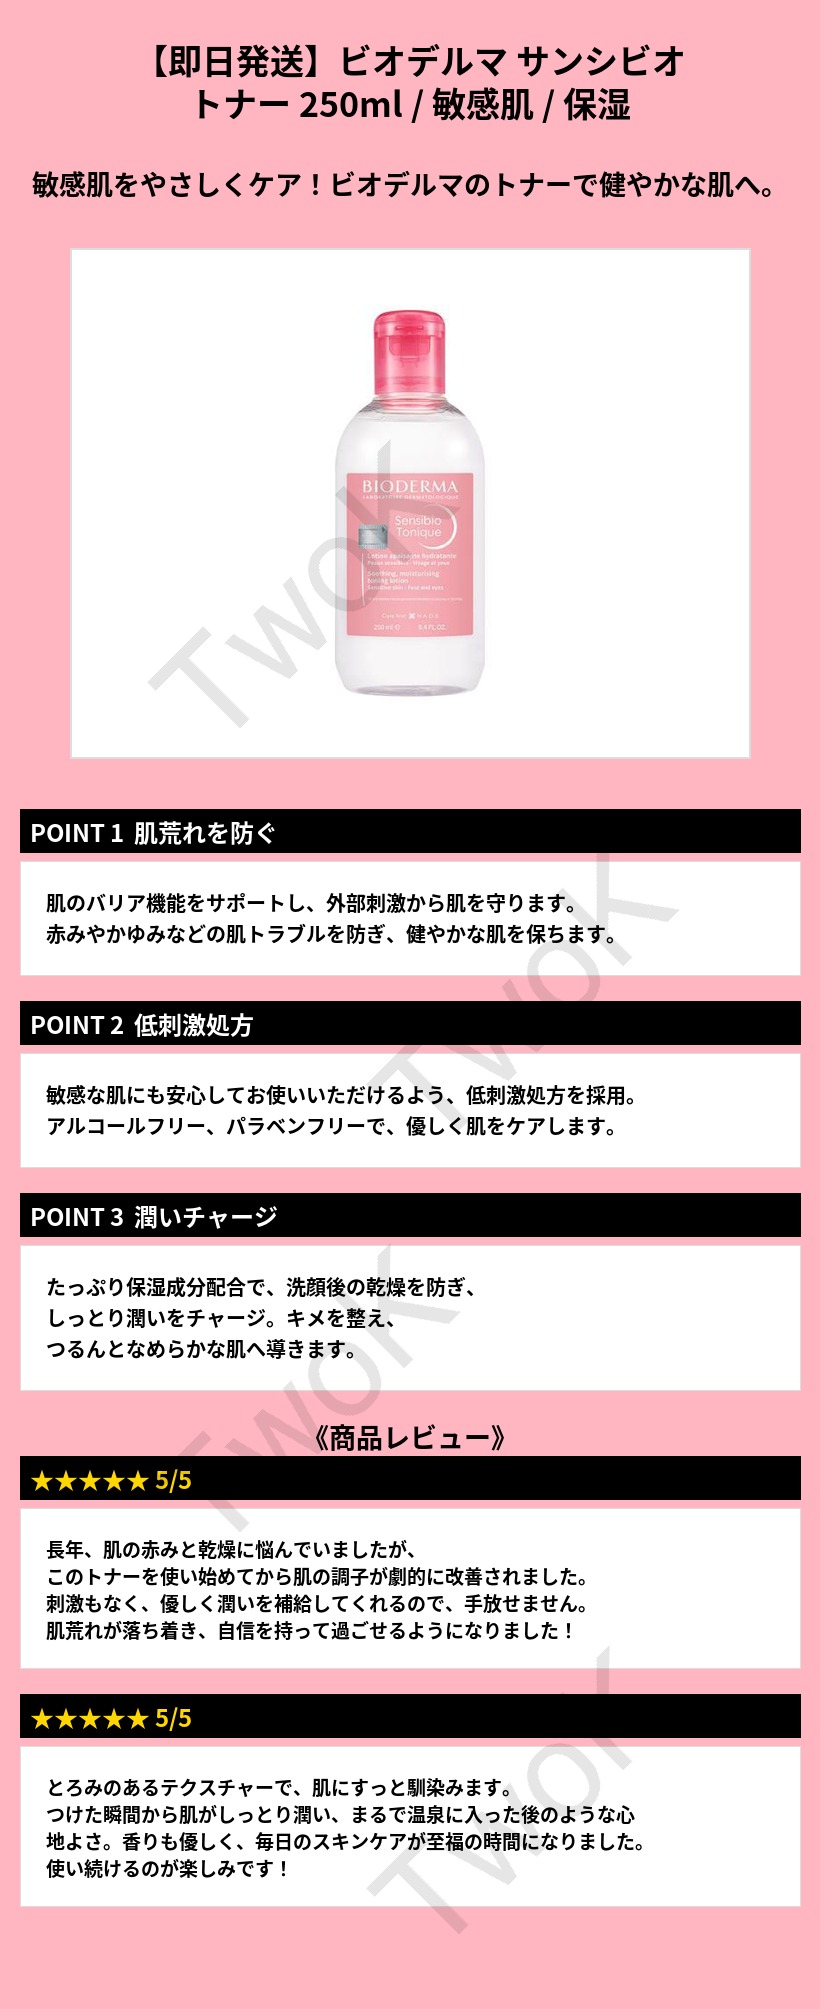 【即日発送】ビオデルマ サンシビオ
トナー 250ml / 敏感肌 / 保湿
敏感肌をやさしくケア！ビオデルマのトナーで健やかな肌へ。
BIODERMA
LABORATOIRE DERMATOLOGIQUE
Sensibio
Tonique
Lotion apaisante hydratante
Peaux sensibles - Visage et yeux
Soothing, moisturising
toning lotion
Sensitive skin - Face and eyes
250 ml e 8.4 FL.OZ.
TwoK
POINT 1 肌荒れを防ぐ
肌のバリア機能をサポートし、外部刺激から肌を守ります。
赤みやかゆみなどの肌トラブルを防ぎ、健やかな肌を保ちます。
TwoK
POINT 2 低刺激処方
敏感な肌にも安心してお使いいただけるよう、低刺激処方を採用。
アルコールフリー、パラベンフリーで、優しく肌をケアします。
POINT 3 潤いチャージ
たっぷり保湿成分配合で、洗顔後の乾燥を防ぎ、
しっとり潤いをチャージ。キメを整え、
つるんとなめらかな肌へ導きます。
TwoK
《商品レビュー》
★★★★★ 5/5
長年、肌の赤みと乾燥に悩んでいましたが、
このトナーを使い始めてから肌の調子が劇的に改善されました。
刺激もなく、優しく潤いを補給してくれるので、手放せません。
肌荒れが落ち着き、自信を持って過ごせるようになりました！
★★★★★ 5/5
とろみのあるテクスチャーで、肌にすっと馴染みます。
つけた瞬間から肌がしっとり潤い、まるで温泉に入った後のような心
地よさ。香りも優しく、毎日のスキンケアが至福の時間になりました。
使い続けるのが楽しみです！
TwoK